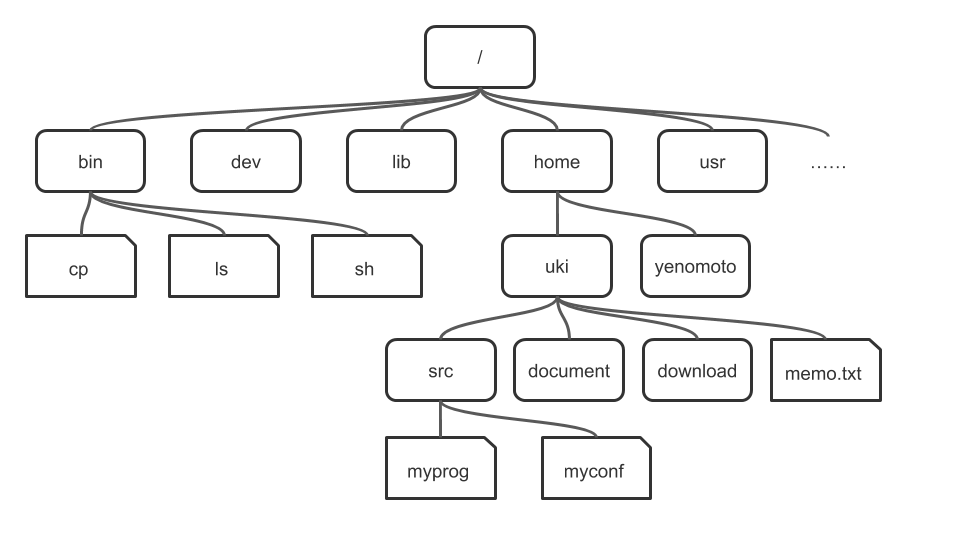 /
bin dev lib home usr ......
cp ls sh uki yenomoto
src document download memo.txt
myprog myconf